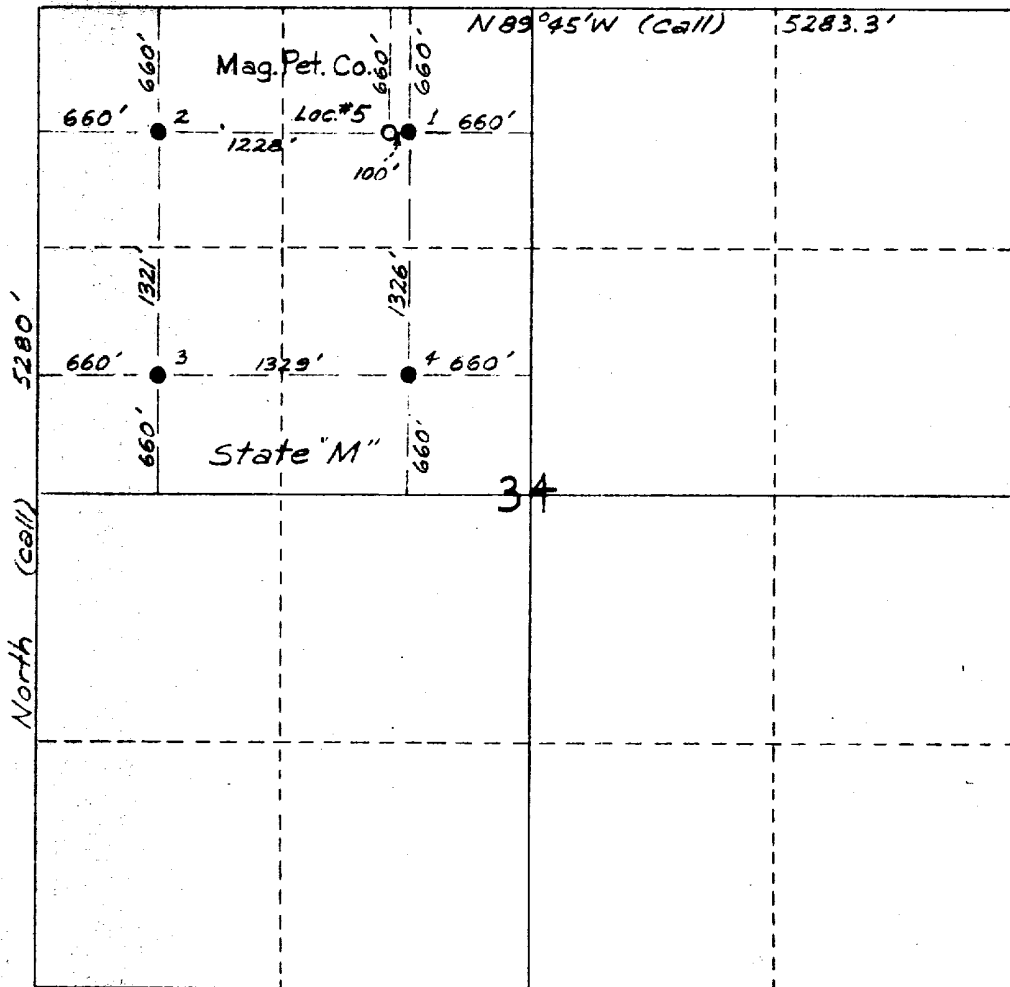 N 89°45'W (call) 5283.3'
660' 660' 660'
Mag. Pet. Co.
660' 2 Loc.#5 1 660'
1228'
100'
1321' 1326'
660' 3 1329' 4 660'
660' 660'
State "M"
34
North (call) 5280'